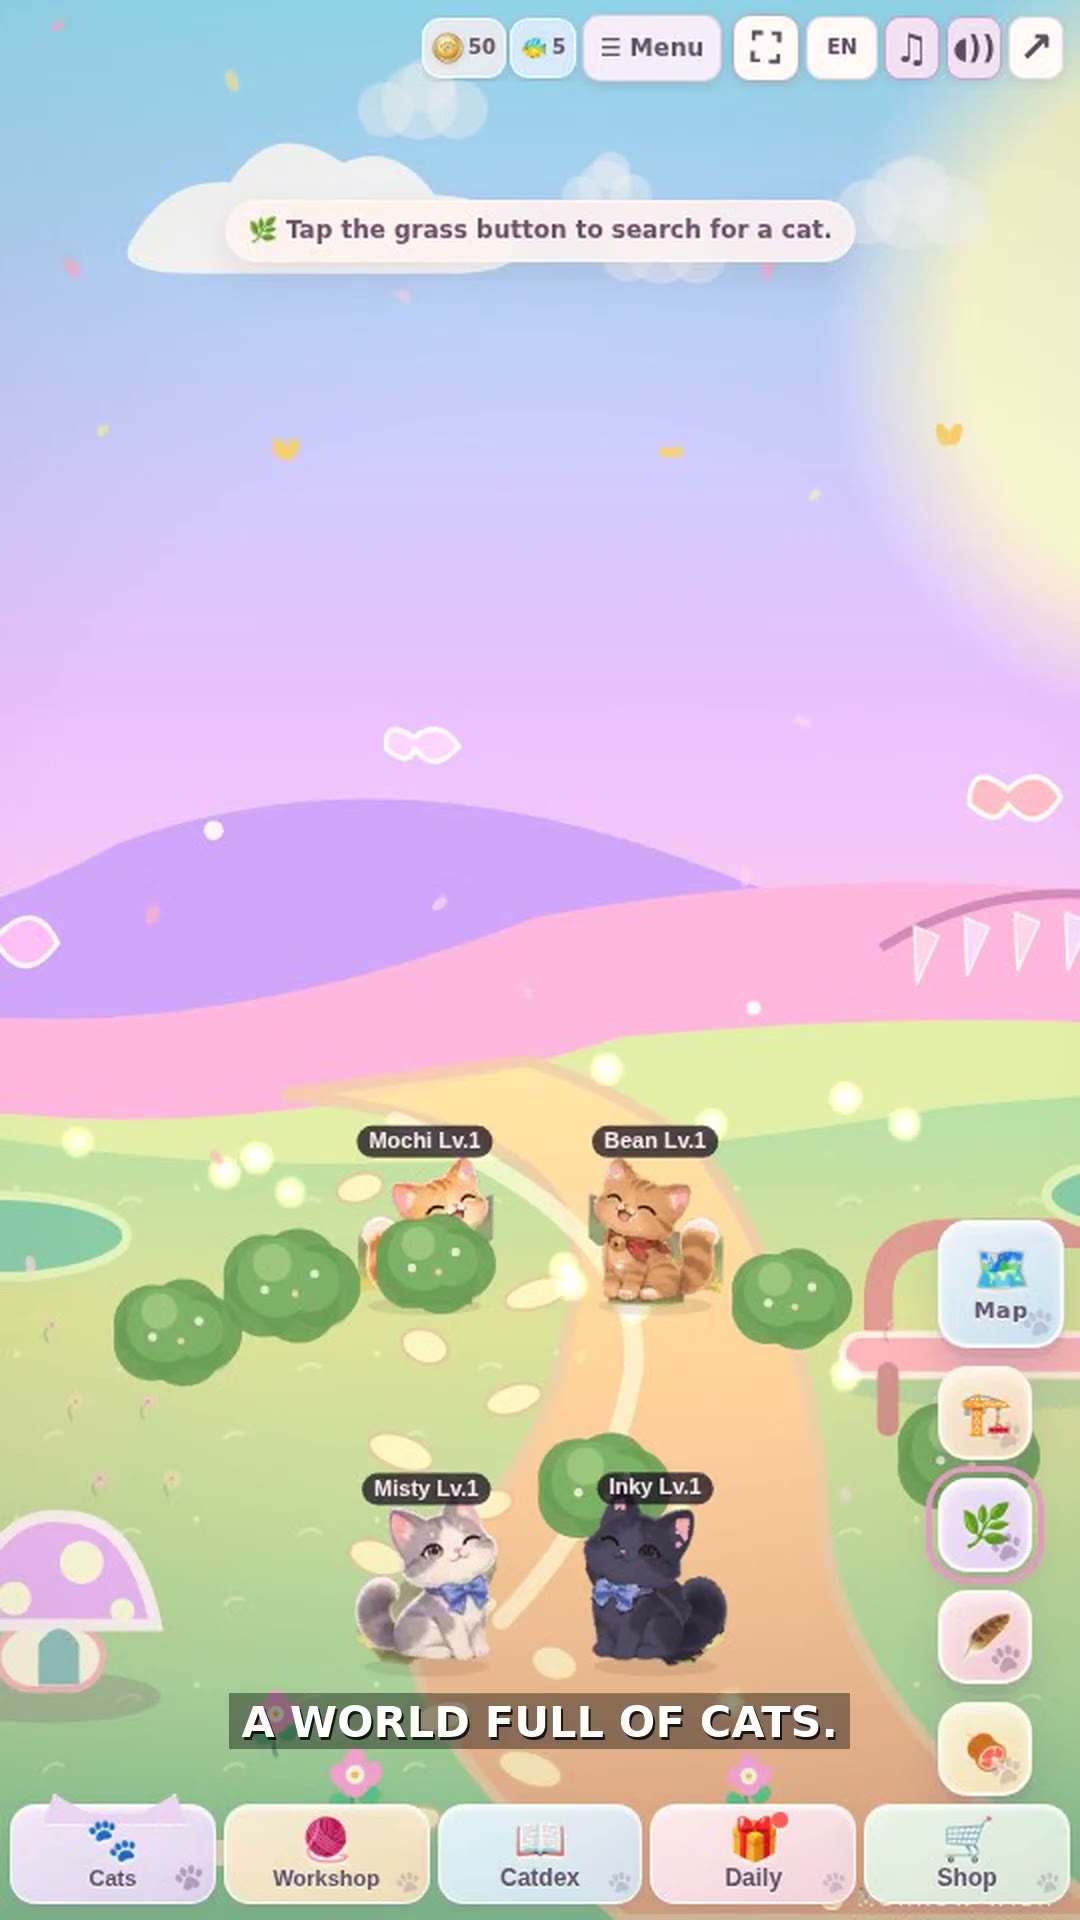 50
5
☰ Menu
EN
🌿 Tap the grass button to search for a cat.
Mochi Lv.1
Bean Lv.1
Map
Misty Lv.1
Inky Lv.1
A WORLD FULL OF CATS.
Cats
Workshop
Catdex
Daily
Shop